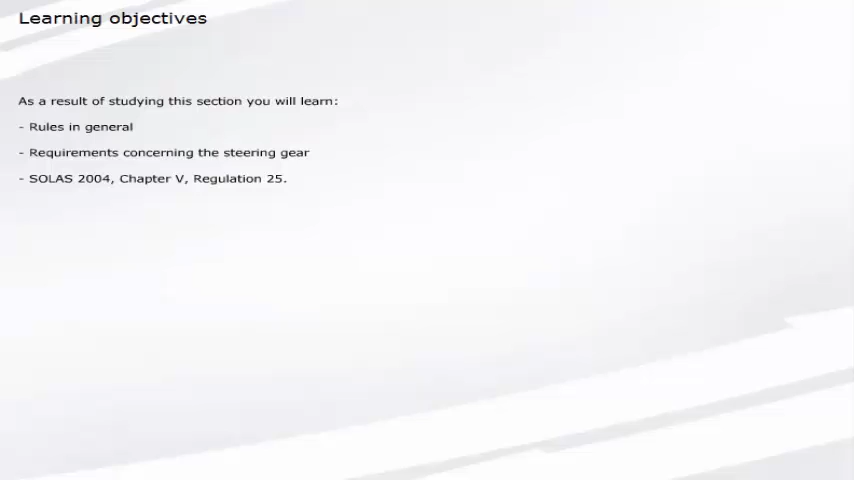 Learning objectives
As a result of studying this section you will learn:
- Rules in general
- Requirements concerning the steering gear
- SOLAS 2004, Chapter V, Regulation 25.